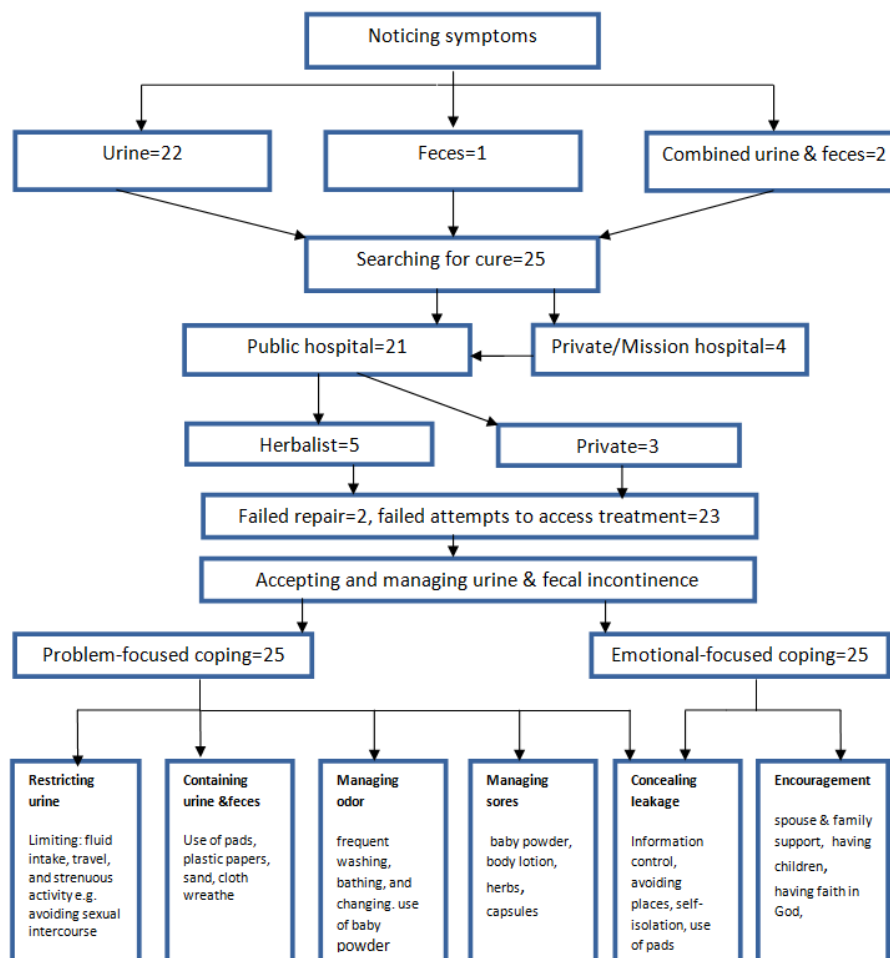 Noticing symptoms
Urine=22
Feces=1
Combined urine & feces=2
Searching for cure=25
Public hospital=21
Private/Mission hospital=4
Herbalist=5
Private=3
Failed repair=2, failed attempts to access treatment=23
Accepting and managing urine & fecal incontinence
Problem-focused coping=25
Emotional-focused coping=25
Restricting
urine
Limiting: fluid
intake, travel,
and strenuous
activity e.g.
avoiding sexual
intercourse
Containing
urine &feces
Use of pads,
plastic papers,
sand, cloth
wreathe
Managing
odor
frequent
washing,
bathing, and
changing. use
of baby
powder
Managing
sores
baby powder,
body lotion,
herbs,
capsules
Concealing
leakage
Information
control,
avoiding
places, self-
isolation, use
of pads
Encouragement
spouse & family
support, having
children,
having faith in
God,